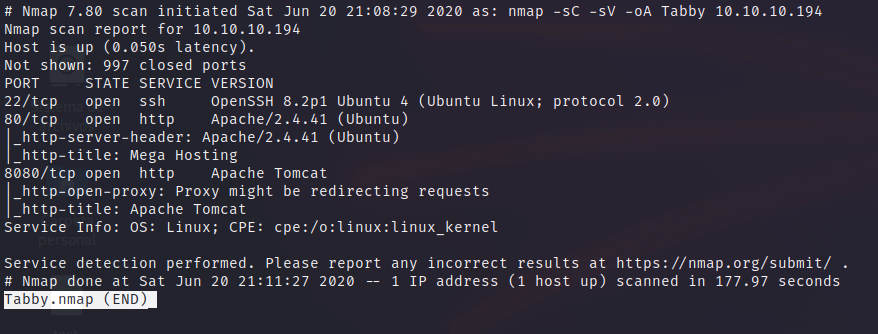 # Nmap 7.80 scan initiated Sat Jun 20 21:08:29 2020 as: nmap -sC -sV -oA Tabby 10.10.10.194
Nmap scan report for 10.10.10.194
Host is up (0.050s latency).
Not shown: 997 closed ports
PORT     STATE SERVICE VERSION
22/tcp   open  ssh     OpenSSH 8.2p1 Ubuntu 4 (Ubuntu Linux; protocol 2.0)
80/tcp   open  http    Apache/2.4.41 (Ubuntu)
|_http-server-header: Apache/2.4.41 (Ubuntu)
|_http-title: Mega Hosting
8080/tcp open  http    Apache Tomcat
|_http-open-proxy: Proxy might be redirecting requests
|_http-title: Apache Tomcat
Service Info: OS: Linux; CPE: cpe:/o:linux:linux_kernel
personal
Service detection performed. Please report any incorrect results at https://nmap.org/submit/ .
# Nmap done at Sat Jun 20 21:11:27 2020 -- 1 IP address (1 host up) scanned in 177.97 seconds
Tabby.nmap (END)